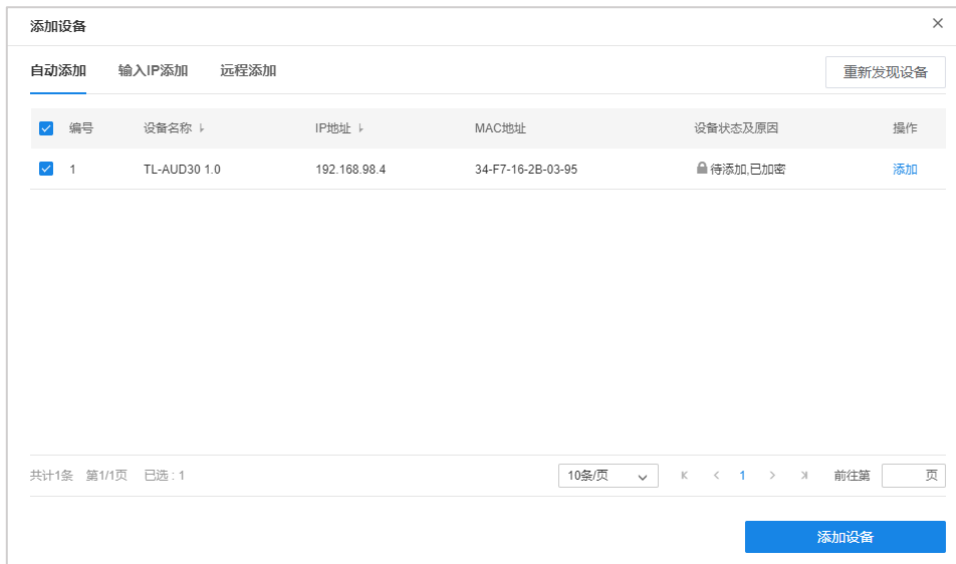 添加设备
自动添加 输入IP添加 远程添加 重新发现设备
编号 设备名称 IP地址 MAC地址 设备状态及原因 操作
1 TL-AUD30 1.0 192.168.98.4 34-F7-16-2B-03-95 待添加,已加密 添加
共计1条 第1/1页 已选 : 1 10条/页 1 前往第 页
添加设备